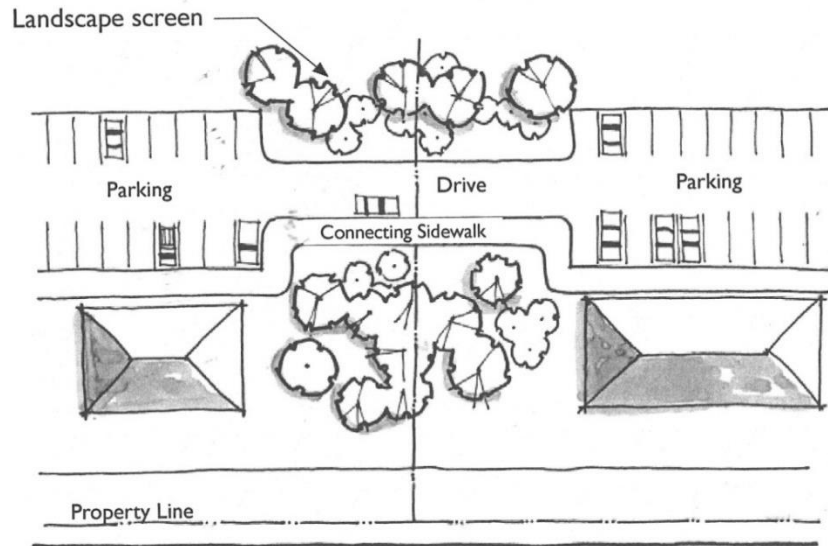 Landscape screen
Parking
Drive
Parking
Connecting Sidewalk
Property Line